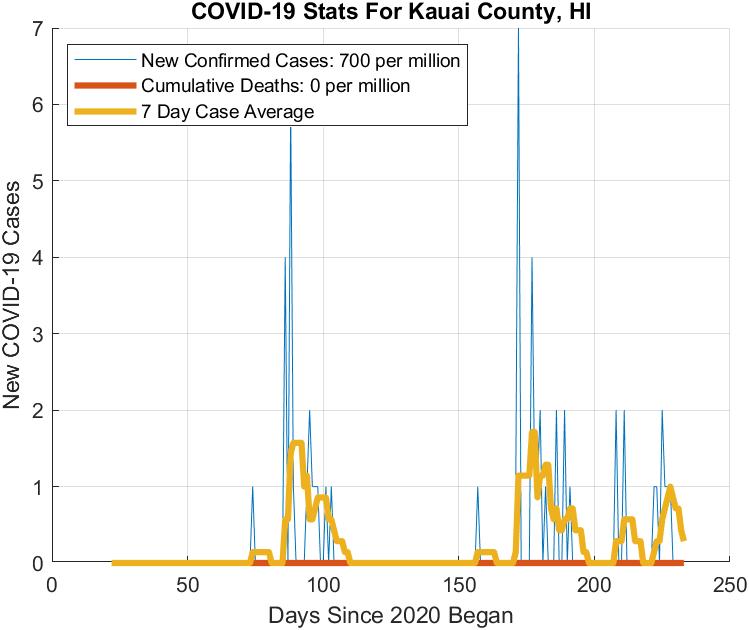 COVID-19 Stats For Kauai County, HI
New Confirmed Cases: 700 per million
Cumulative Deaths: 0 per million
7 Day Case Average
New COVID-19 Cases
7
6
5
4
3
2
1
0
0 50 100 150 200 250
Days Since 2020 Began